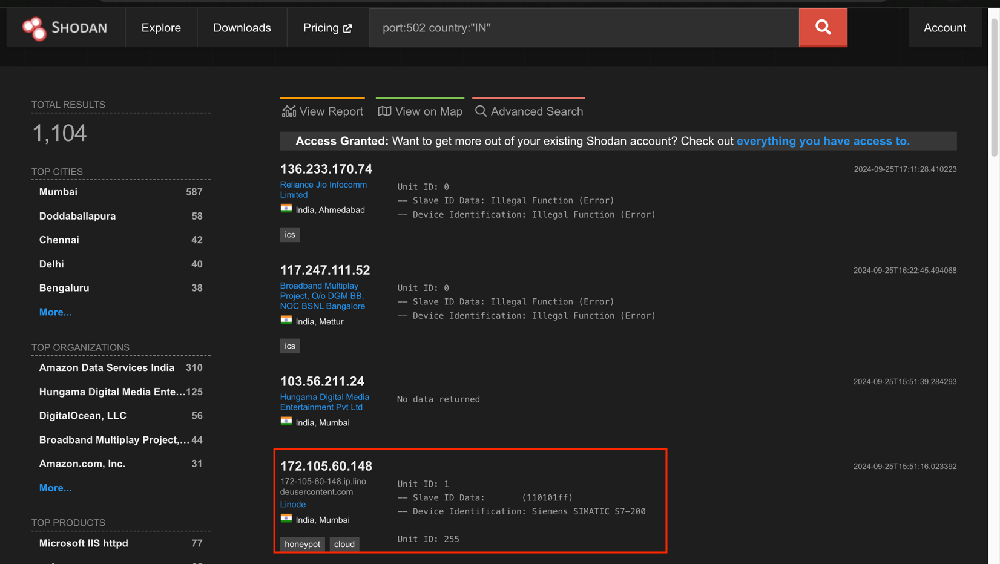 SHODAN
Explore
Downloads
Pricing
port:502 country:"IN"
Account
TOTAL RESULTS
1,104
TOP CITIES
Mumbai 587
Doddaballapura 58
Chennai 42
Delhi 40
Bengaluru 38
More...
TOP ORGANIZATIONS
Amazon Data Services India 310
Hungama Digital Media Ente...125
DigitalOcean, LLC 56
Broadband Multiplay Project,... 44
Amazon.com, Inc. 31
More...
TOP PRODUCTS
Microsoft IIS httpd 77
View Report
View on Map
Advanced Search
Access Granted: Want to get more out of your existing Shodan account? Check out everything you have access to.
136.233.170.74
2024-09-25T17:11:28.410223
Reliance Jio Infocomm
Limited
India, Ahmedabad
ics
Unit ID: 0
-- Slave ID Data: Illegal Function (Error)
-- Device Identification: Illegal Function (Error)
117.247.111.52
2024-09-25T16:22:45.494068
Broadband Multiplay
Project, O/o DGM BB,
NOC BSNL Bangalore
India, Mettur
ics
Unit ID: 0
-- Slave ID Data: Illegal Function (Error)
-- Device Identification: Illegal Function (Error)
103.56.211.24
2024-09-25T15:51:39.284293
Hungama Digital Media
Entertainment Pvt Ltd
India, Mumbai
No data returned
172.105.60.148
2024-09-25T15:51:16.023392
172-105-60-148.ip.lino
deusercontent.com
Linode
India, Mumbai
honeypot
cloud
Unit ID: 1
-- Slave ID Data: (110101ff)
-- Device Identification: Siemens SIMATIC S7-200
Unit ID: 255